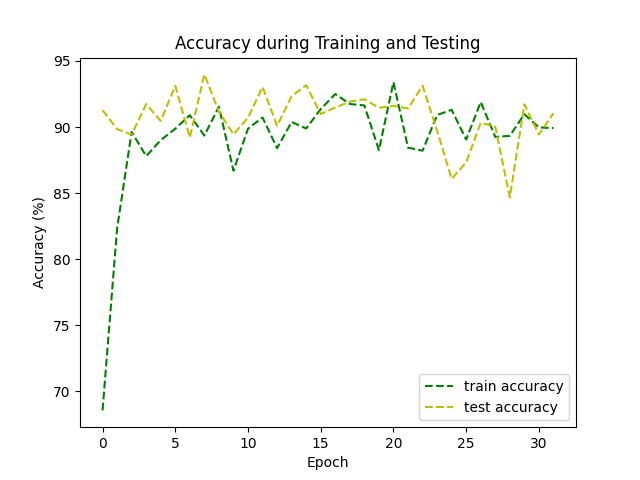 Accuracy during Training and Testing
95
90
85
80
75
70
Accuracy (%)
0 5 10 15 20 25 30
Epoch
train accuracy
test accuracy